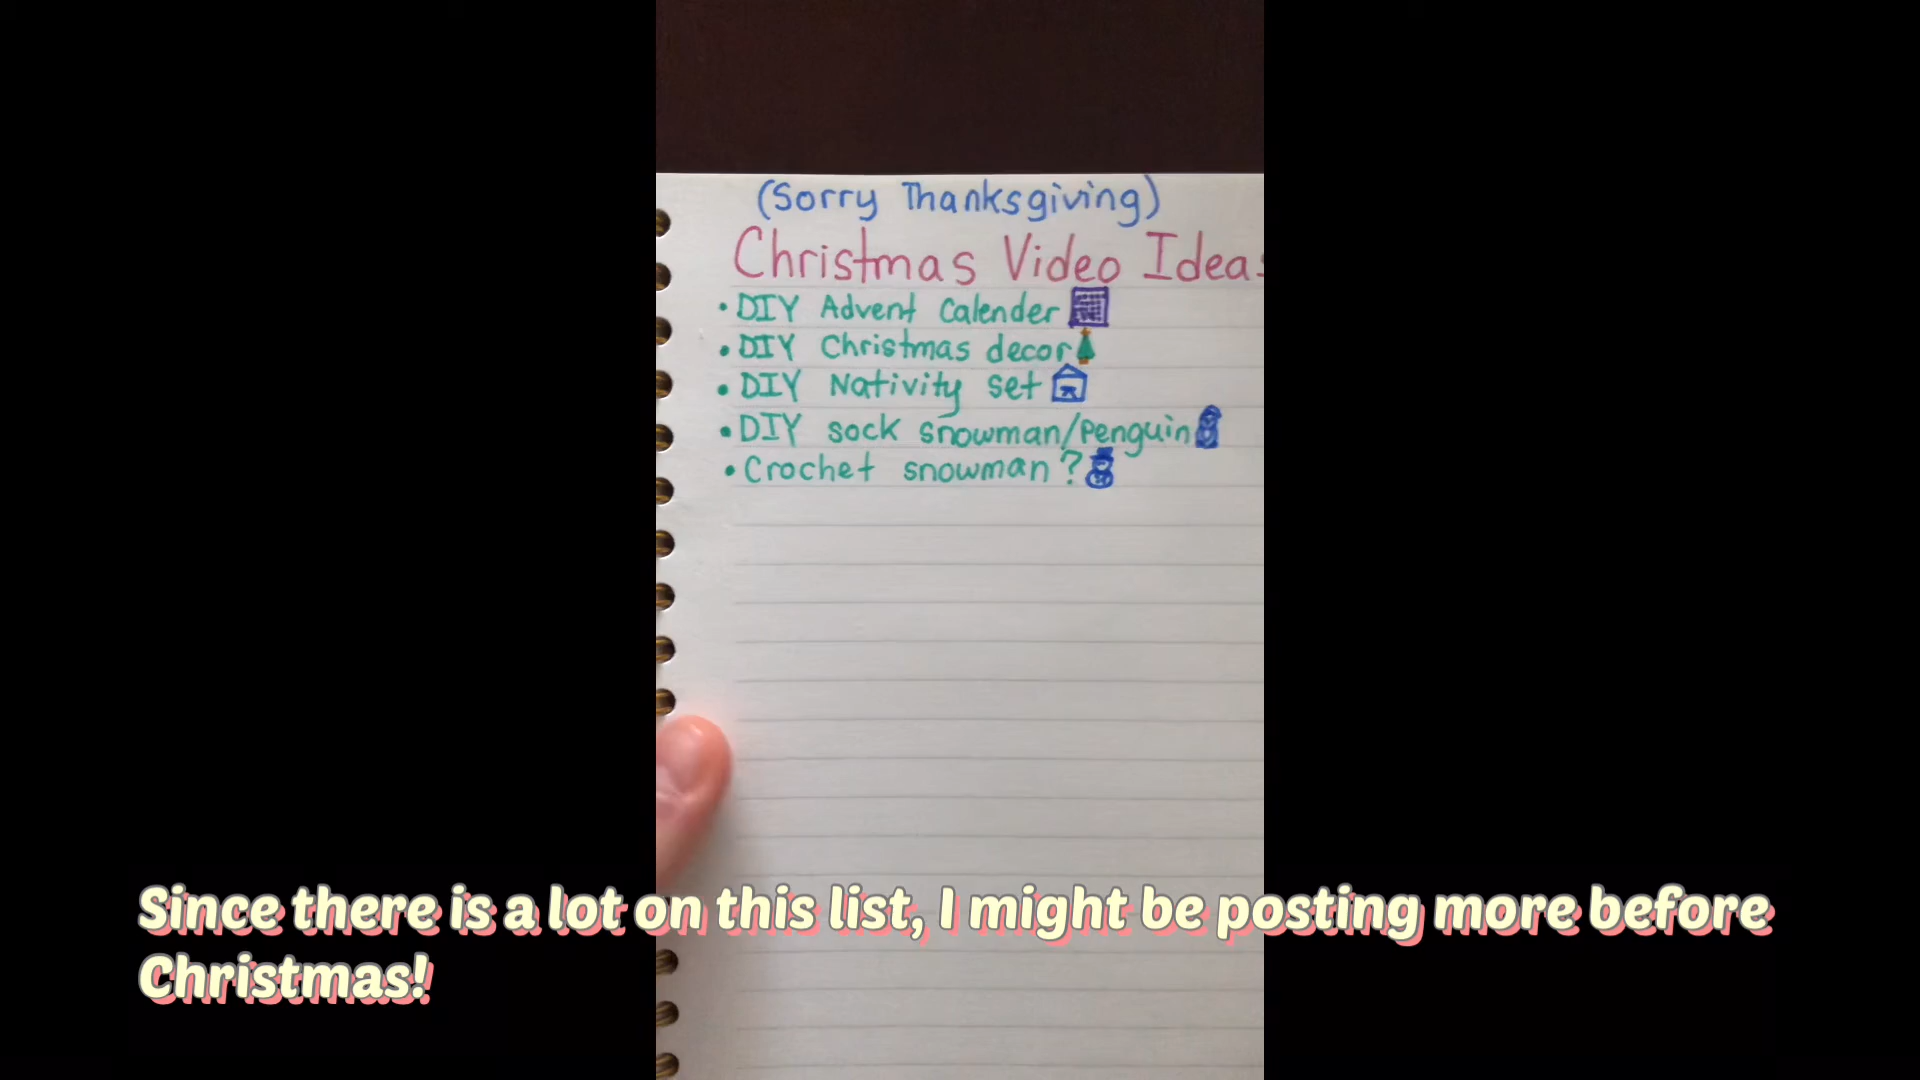 (Sorry Thanksgiving)
Christmas Video Ideas
• DIY Advent Calender
• DIY Christmas decor
• DIY Nativity set
• DIY sock snowman/Penguin
• Crochet snowman?
Since there is a lot on this list, I might be posting more before
Christmas!